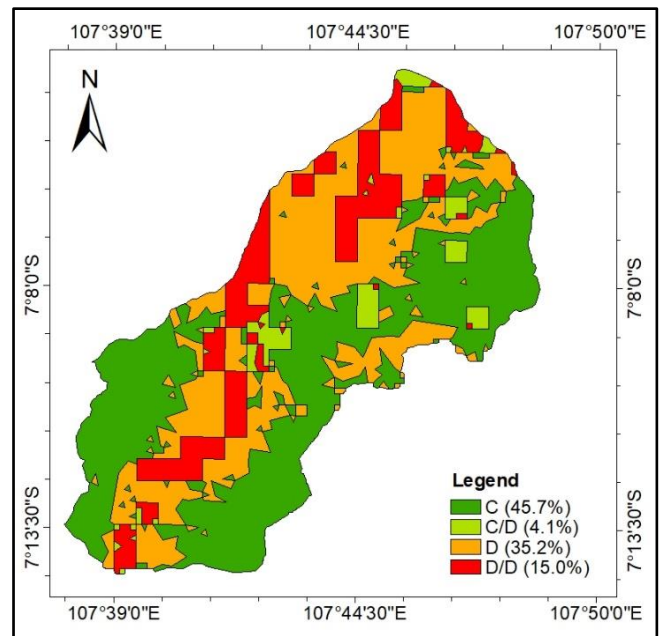 107°39'0"E 107°44'30"E 107°50'0"E
N
7°8'0"S 7°8'0"S
Legend
C (45.7%)
C/D (4.1%)
D (35.2%)
D/D (15.0%)
7°13'30"S 7°13'30"S
107°39'0"E 107°44'30"E 107°50'0"E